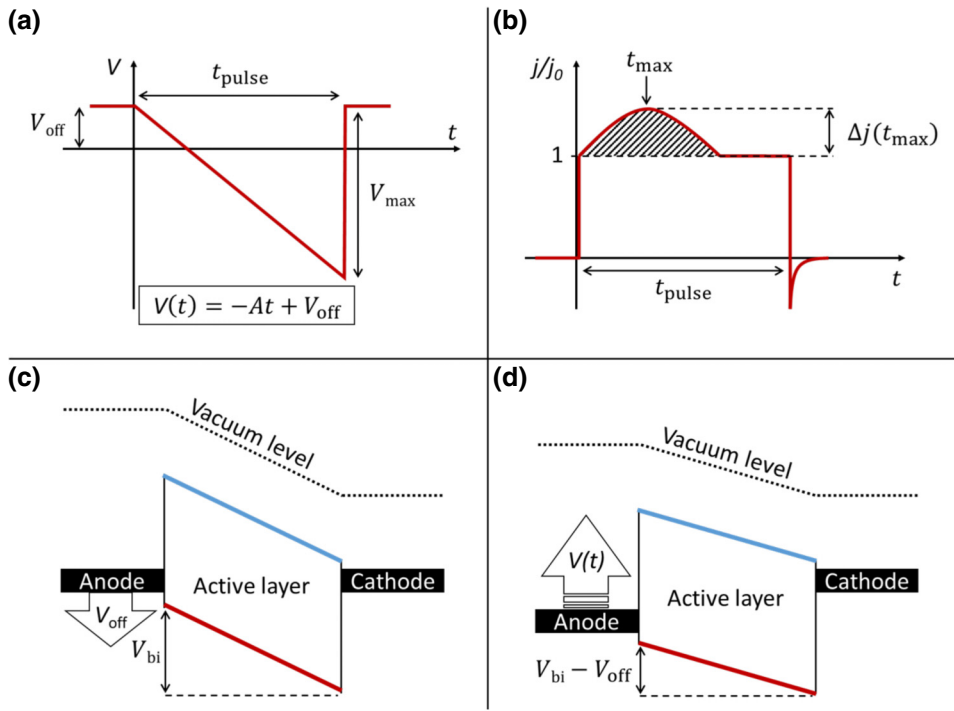 (a)
V
t_pulse
V_off
t
V_max
V(t) = −At + V_off
(b)
j/j_0
t_max
Δj(t_max)
1
t
t_pulse
(c)
Vacuum level
Anode
Active layer
Cathode
V_off
V_bi
(d)
Vacuum level
V(t)
Cathode
Active layer
Anode
V_bi − V_off